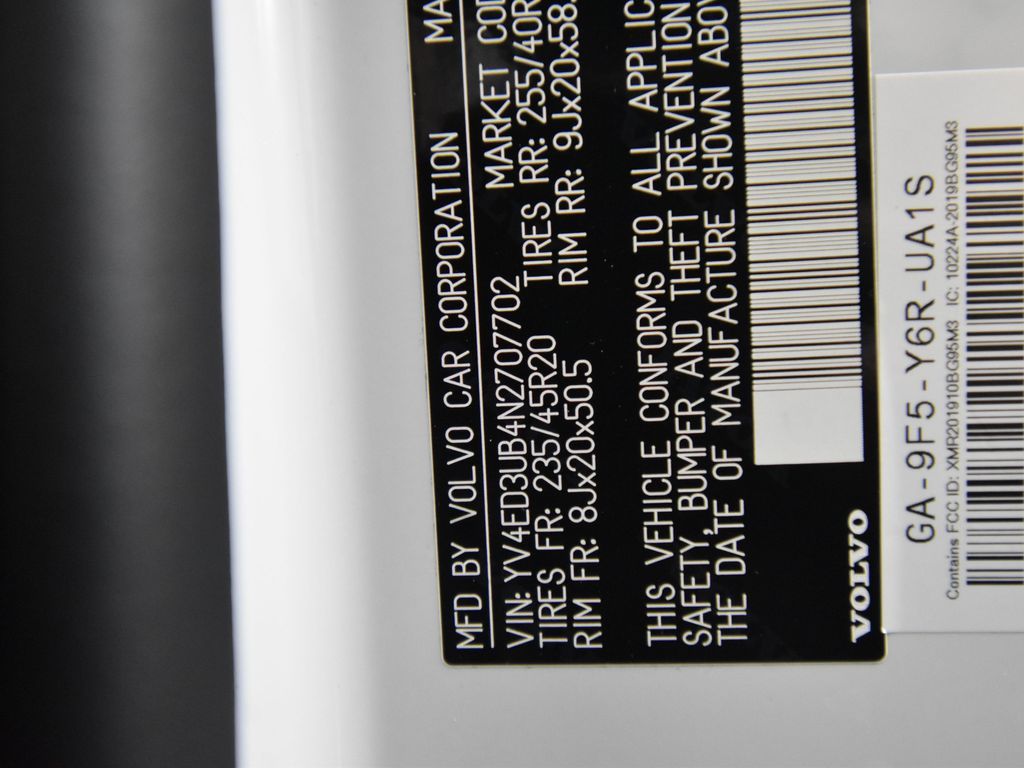 MFD BY VOLVO CAR CORPORATION MA
VIN: YV4ED3UB4N2707702 MARKET COD
TIRES FR: 235/45R20 TIRES RR: 255/40R
RIM FR: 8Jx20x50.5 RIM RR: 9Jx20x58.
THIS VEHICLE CONFORMS TO ALL APPLIC
SAFETY, BUMPER AND THEFT PREVENTION
THE DATE OF MANUFACTURE SHOWN ABOV
VOLVO
GA-9F5-Y6R-UA1S
Contains FCC ID: XMR201910BG95M3 IC: 10224A-2019BG95M3